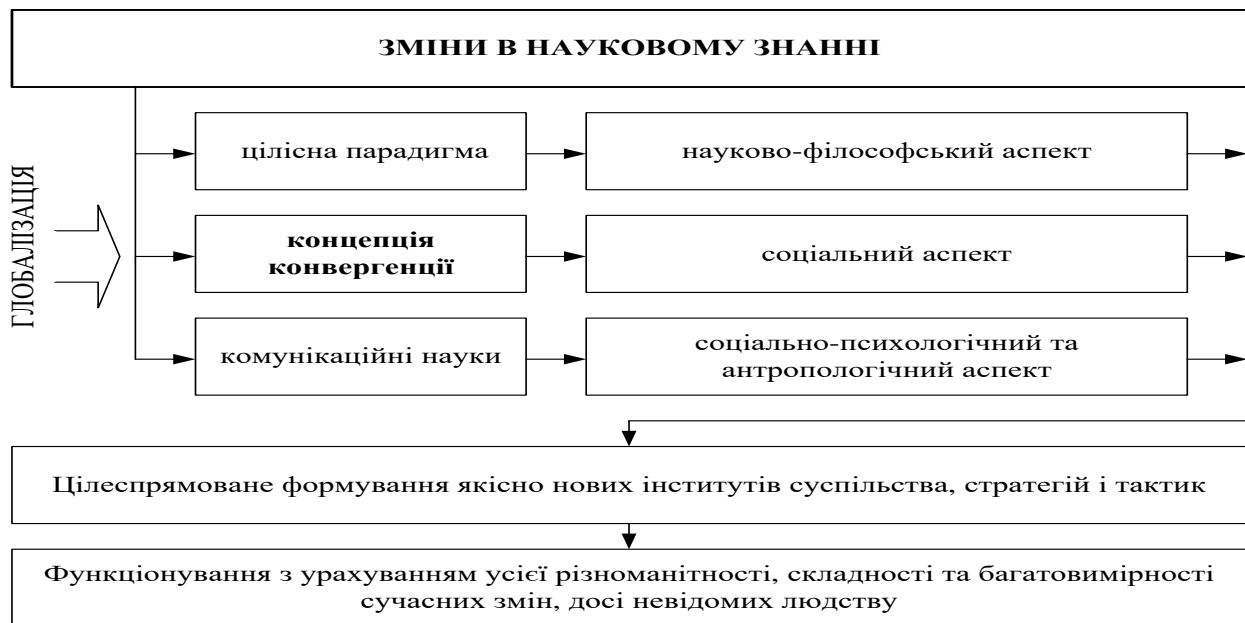 ЗМІНИ В НАУКОВОМУ ЗНАННІ
ГЛОБАЛІЗАЦІЯ
цілісна парадигма
науково-філософський аспект
концепція
конвергенції
соціальний аспект
комунікаційні науки
соціально-психологічний та
антропологічний аспект
Цілеспрямоване формування якісно нових інститутів суспільства, стратегій і тактик
Функціонування з урахуванням усієї різноманітності, складності та багатовимірності
сучасних змін, досі невідомих людству